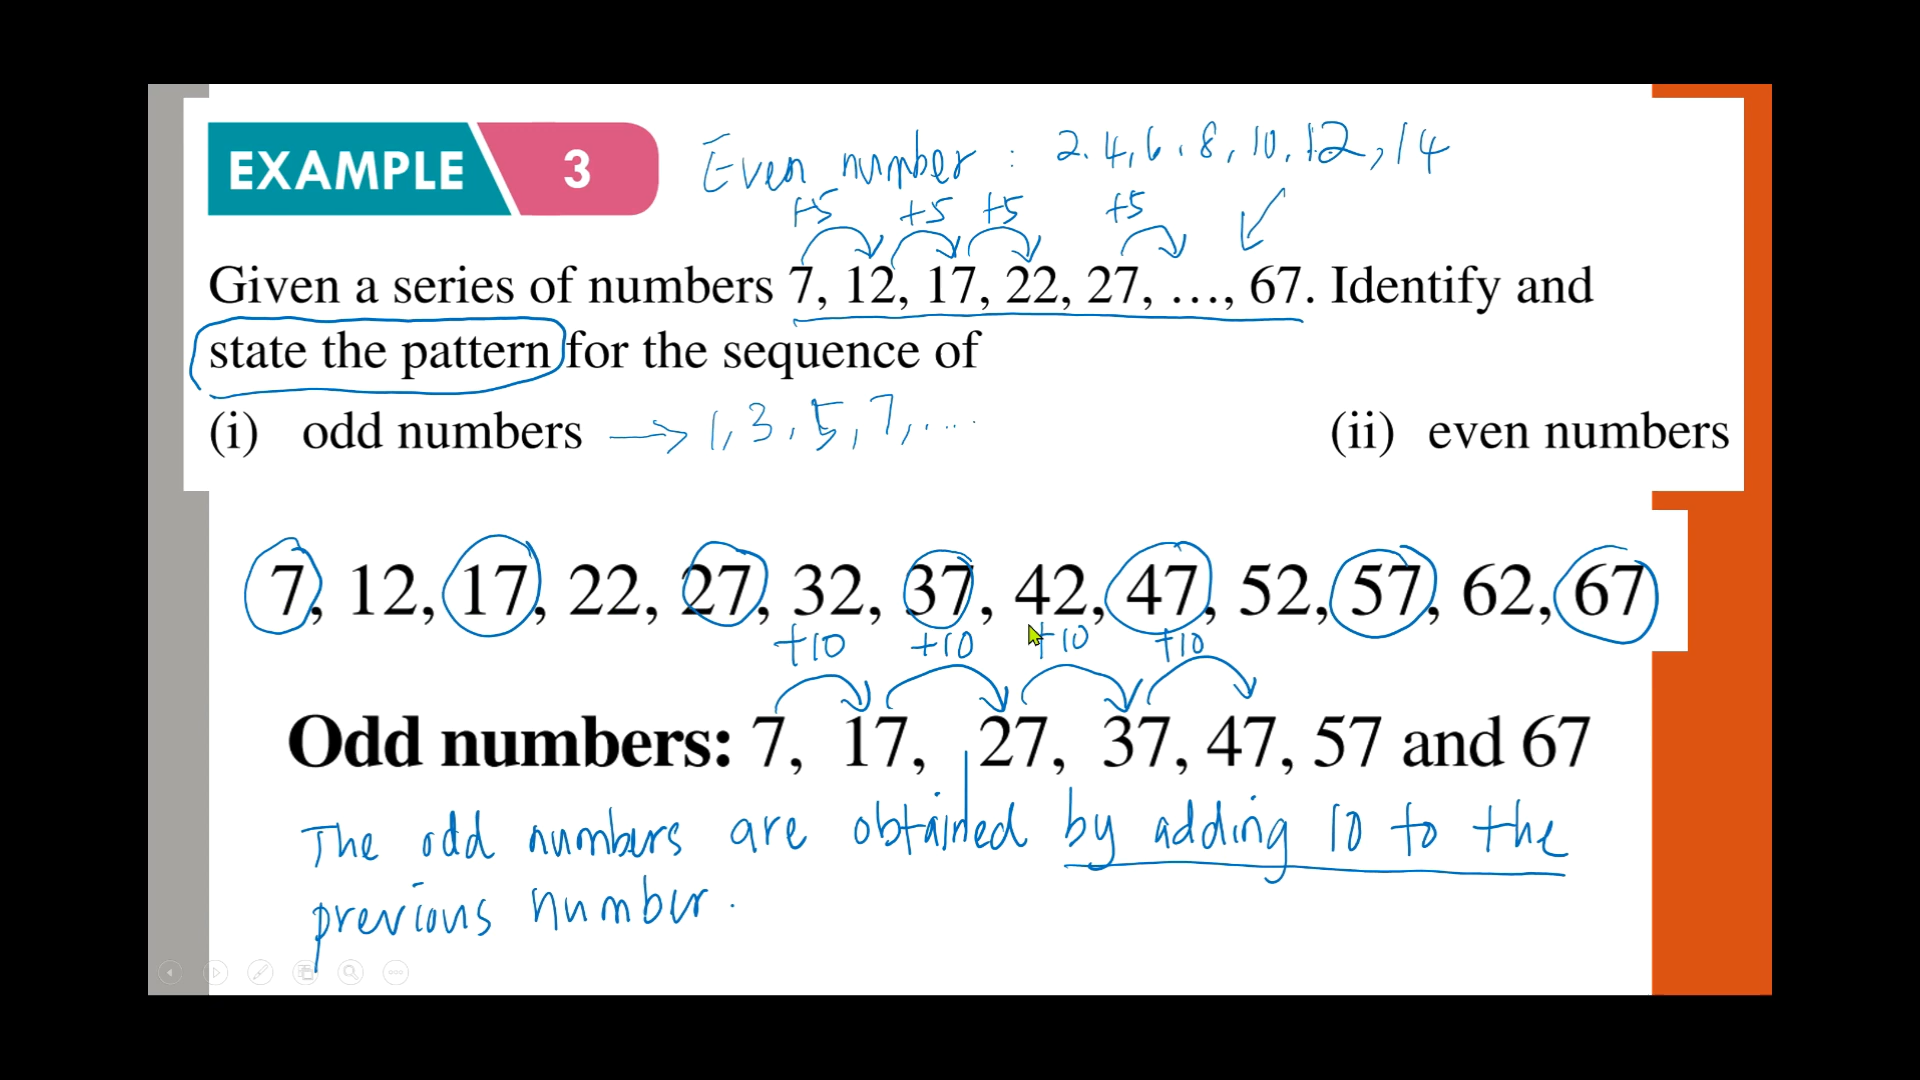 EXAMPLE 3
Even number : 2. 4, 6, 8, 10, 12, 14
+5 +5 +5 +5
Given a series of numbers 7, 12, 17, 22, 27, …, 67. Identify and
state the pattern for the sequence of
(i) odd numbers → 1, 3, 5, 7, ....
(ii) even numbers
7, 12, 17, 22, 27, 32, 37, 42, 47, 52, 57, 62, 67
+10 +10 +10 +10
Odd numbers: 7, 17, 27, 37, 47, 57 and 67
The odd numbers are obtained by adding 10 to the
previous number.